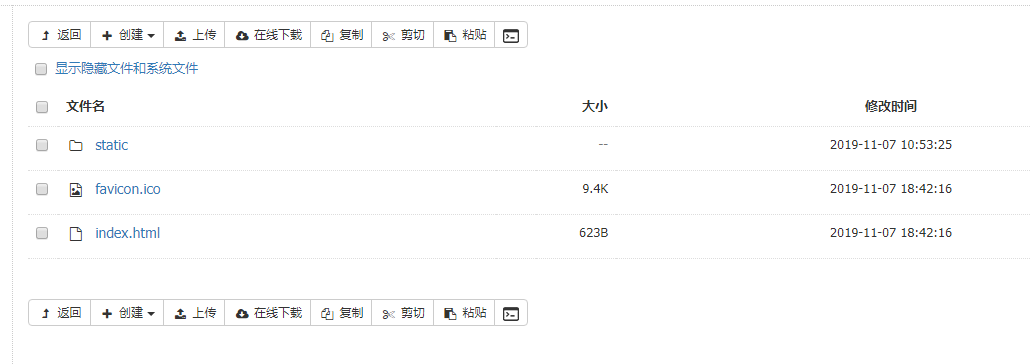 返回 创建 上传 在线下载 复制 剪切 粘贴
显示隐藏文件和系统文件
文件名 大小 修改时间
static -- 2019-11-07 10:53:25
favicon.ico 9.4K 2019-11-07 18:42:16
index.html 623B 2019-11-07 18:42:16
返回 创建 上传 在线下载 复制 剪切 粘贴